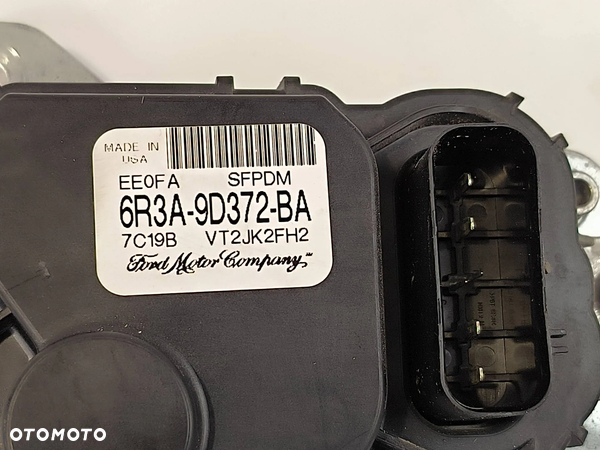 MADE IN
USA
EE0FA SFPDM
6R3A-9D372-BA
7C19B VT2JK2FH2
Ford Motor Company
OTOMOTO